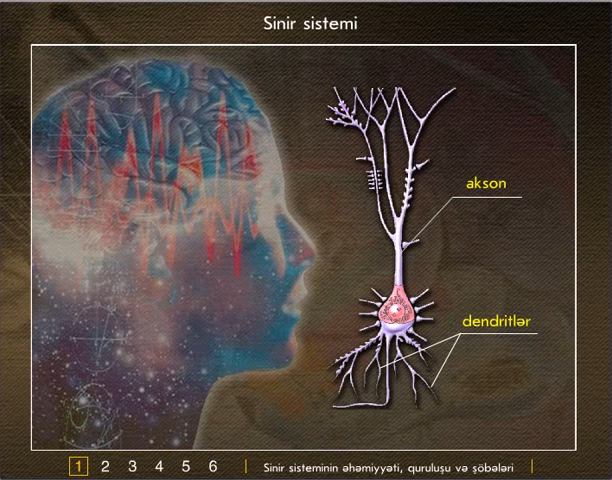 Sinir sistemi
akson
dendritlər
1 2 3 4 5 6 | Sinir sisteminin əhəmiyyəti, quruluşu və şöbələri |